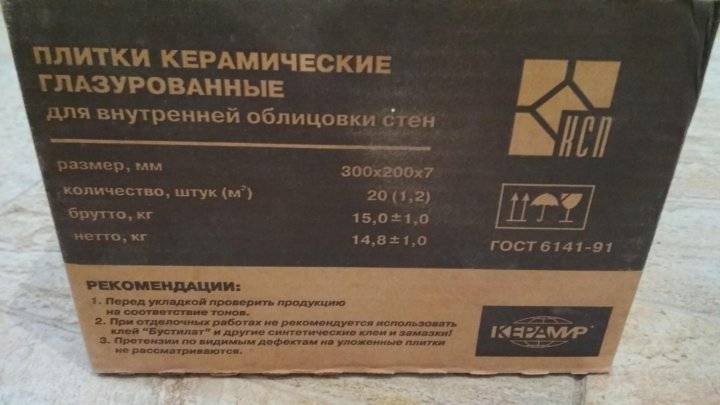 ПЛИТКИ КЕРАМИЧЕСКИЕ
ГЛАЗУРОВАННЫЕ
для внутренней облицовки стен
КСП
размер, мм 300x200x7
количество, штук (м²) 20 (1,2)
брутто, кг 15,0±1,0
нетто, кг 14,8±1,0
ГОСТ 6141-91
РЕКОМЕНДАЦИИ:
1. Перед укладкой проверить продукцию
на соответствие тонов.
2. При отделочных работах не рекомендуется использовать
клей "Бустилат" и другие синтетические клеи и замазки!
3. Претензии по видимым дефектам на уложенные плитки
не рассматриваются.
КЕРАМИР